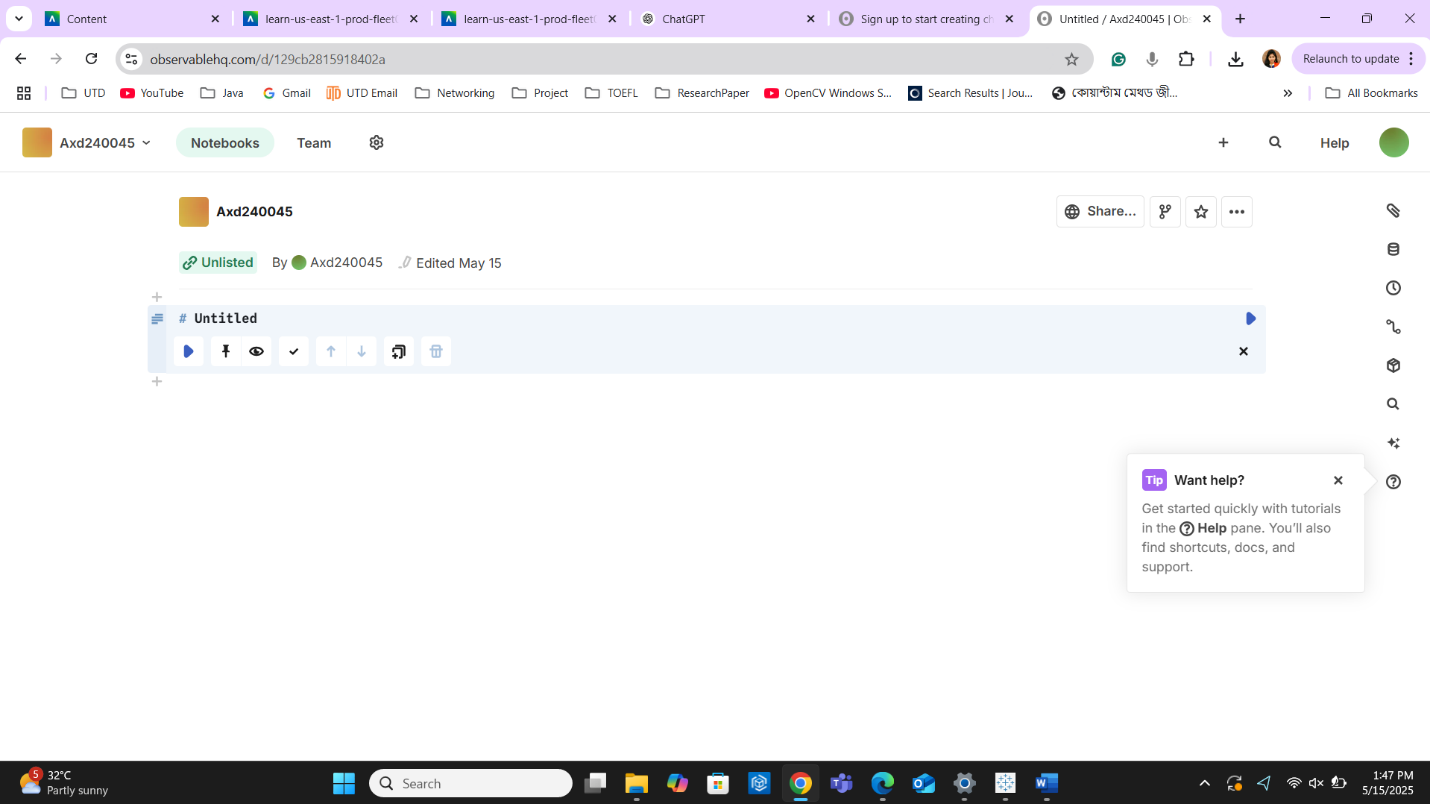 Content
learn-us-east-1-prod-fleet
learn-us-east-1-prod-fleet
ChatGPT
Sign up to start creating ch
Untitled / Axd240045 | Obs
observablehq.com/d/129cb2815918402a
Relaunch to update
UTD
YouTube
Java
Gmail
UTD Email
Networking
Project
TOEFL
ResearchPaper
OpenCV Windows S...
Search Results | Jou...
কোয়ান্টাম মেথড জী...
»
All Bookmarks
Axd240045
Notebooks
Team
Help
Axd240045
Share...
Unlisted
By Axd240045
Edited May 15
# Untitled
Tip Want help?
Get started quickly with tutorials
in the Help pane. You'll also
find shortcuts, docs, and
support.
5
32°C
Partly sunny
Search
1:47 PM
5/15/2025